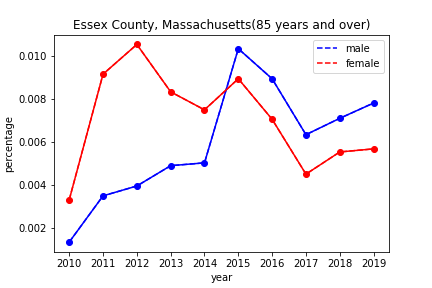 Essex County, Massachusetts(85 years and over)
male
female
0.010
0.008
0.006
0.004
0.002
percentage
2010 2011 2012 2013 2014 2015 2016 2017 2018 2019
year